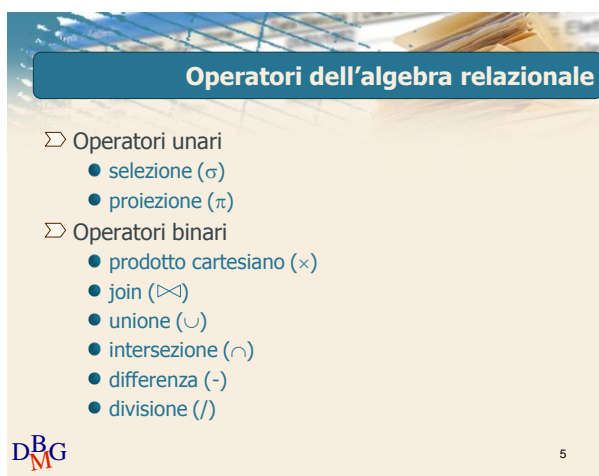 Operatori dell'algebra relazionale
Operatori unari
selezione (σ)
proiezione (π)
Operatori binari
prodotto cartesiano (×)
join (⋈)
unione (∪)
intersezione (∩)
differenza (-)
divisione (/)
DBMG
5